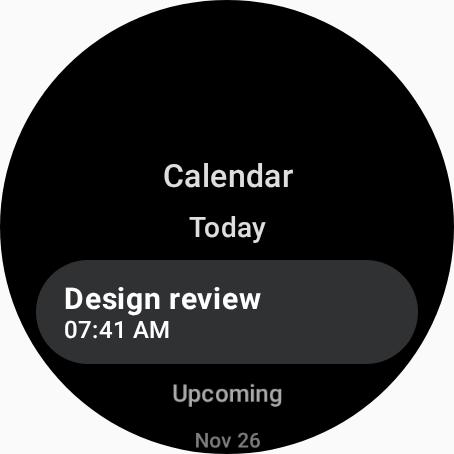 Calendar
Today
Design review
07:41 AM
Upcoming
Nov 26